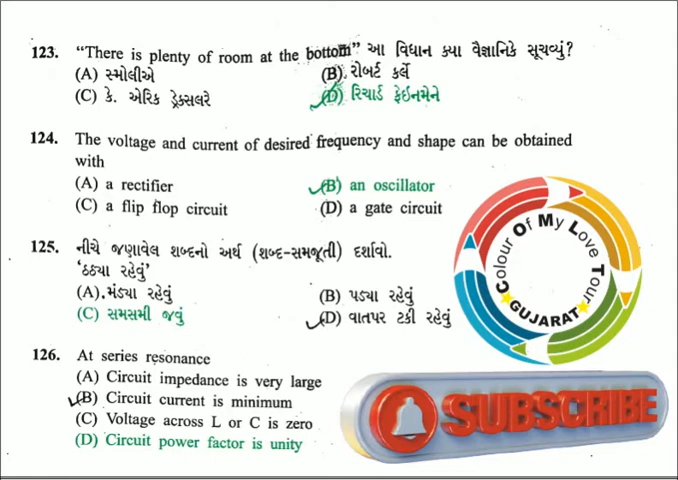 123. “There is plenty of room at the bottom” આ વિધાન ક્યા વૈજ્ઞાનિકે સૂચવ્યું?
(A) સ્મોલીએ (B) રોબર્ટ કર્લે
(C) કે. એરિક ડ્રેક્સલરે (D) રિચાર્ડ ફેઇનમેને
124. The voltage and current of desired frequency and shape can be obtained
with
(A) a rectifier (B) an oscillator
(C) a flip flop circuit (D) a gate circuit
125. નીચે જણાવેલ શબ્દનો અર્થ (શબ્દ-સમજૂતી) દર્શાવો.
‘ઠઠ્યા રહેવું’
(A) મંડ્યા રહેવું (B) પડ્યા રહેવું
(C) સમસમી જવું (D) વાતપર ટકી રહેવું
126. At series resonance
(A) Circuit impedance is very large
(B) Circuit current is minimum
(C) Voltage across L or C is zero
(D) Circuit power factor is unity
Colour Of My Love Tour
GUJARAT
SUBSCRIBE